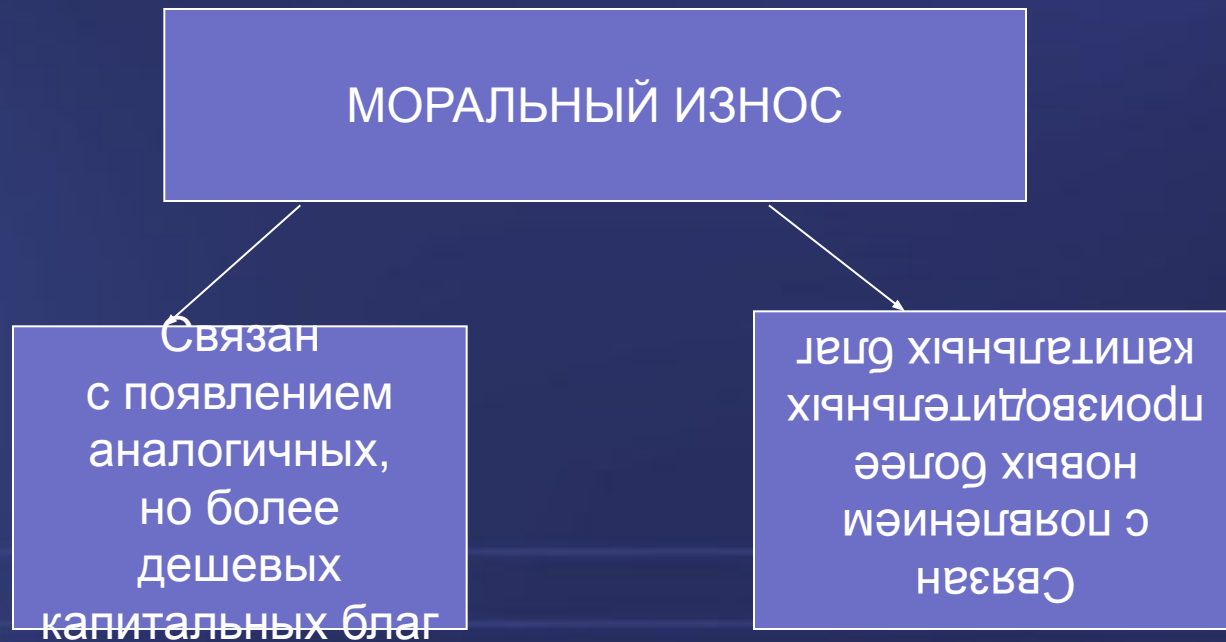 МОРАЛЬНЫЙ ИЗНОС
Связан
с появлением
аналогичных,
но более
дешевых
капитальных благ
Связан
с появлением
новых более
производительных
капитальных благ